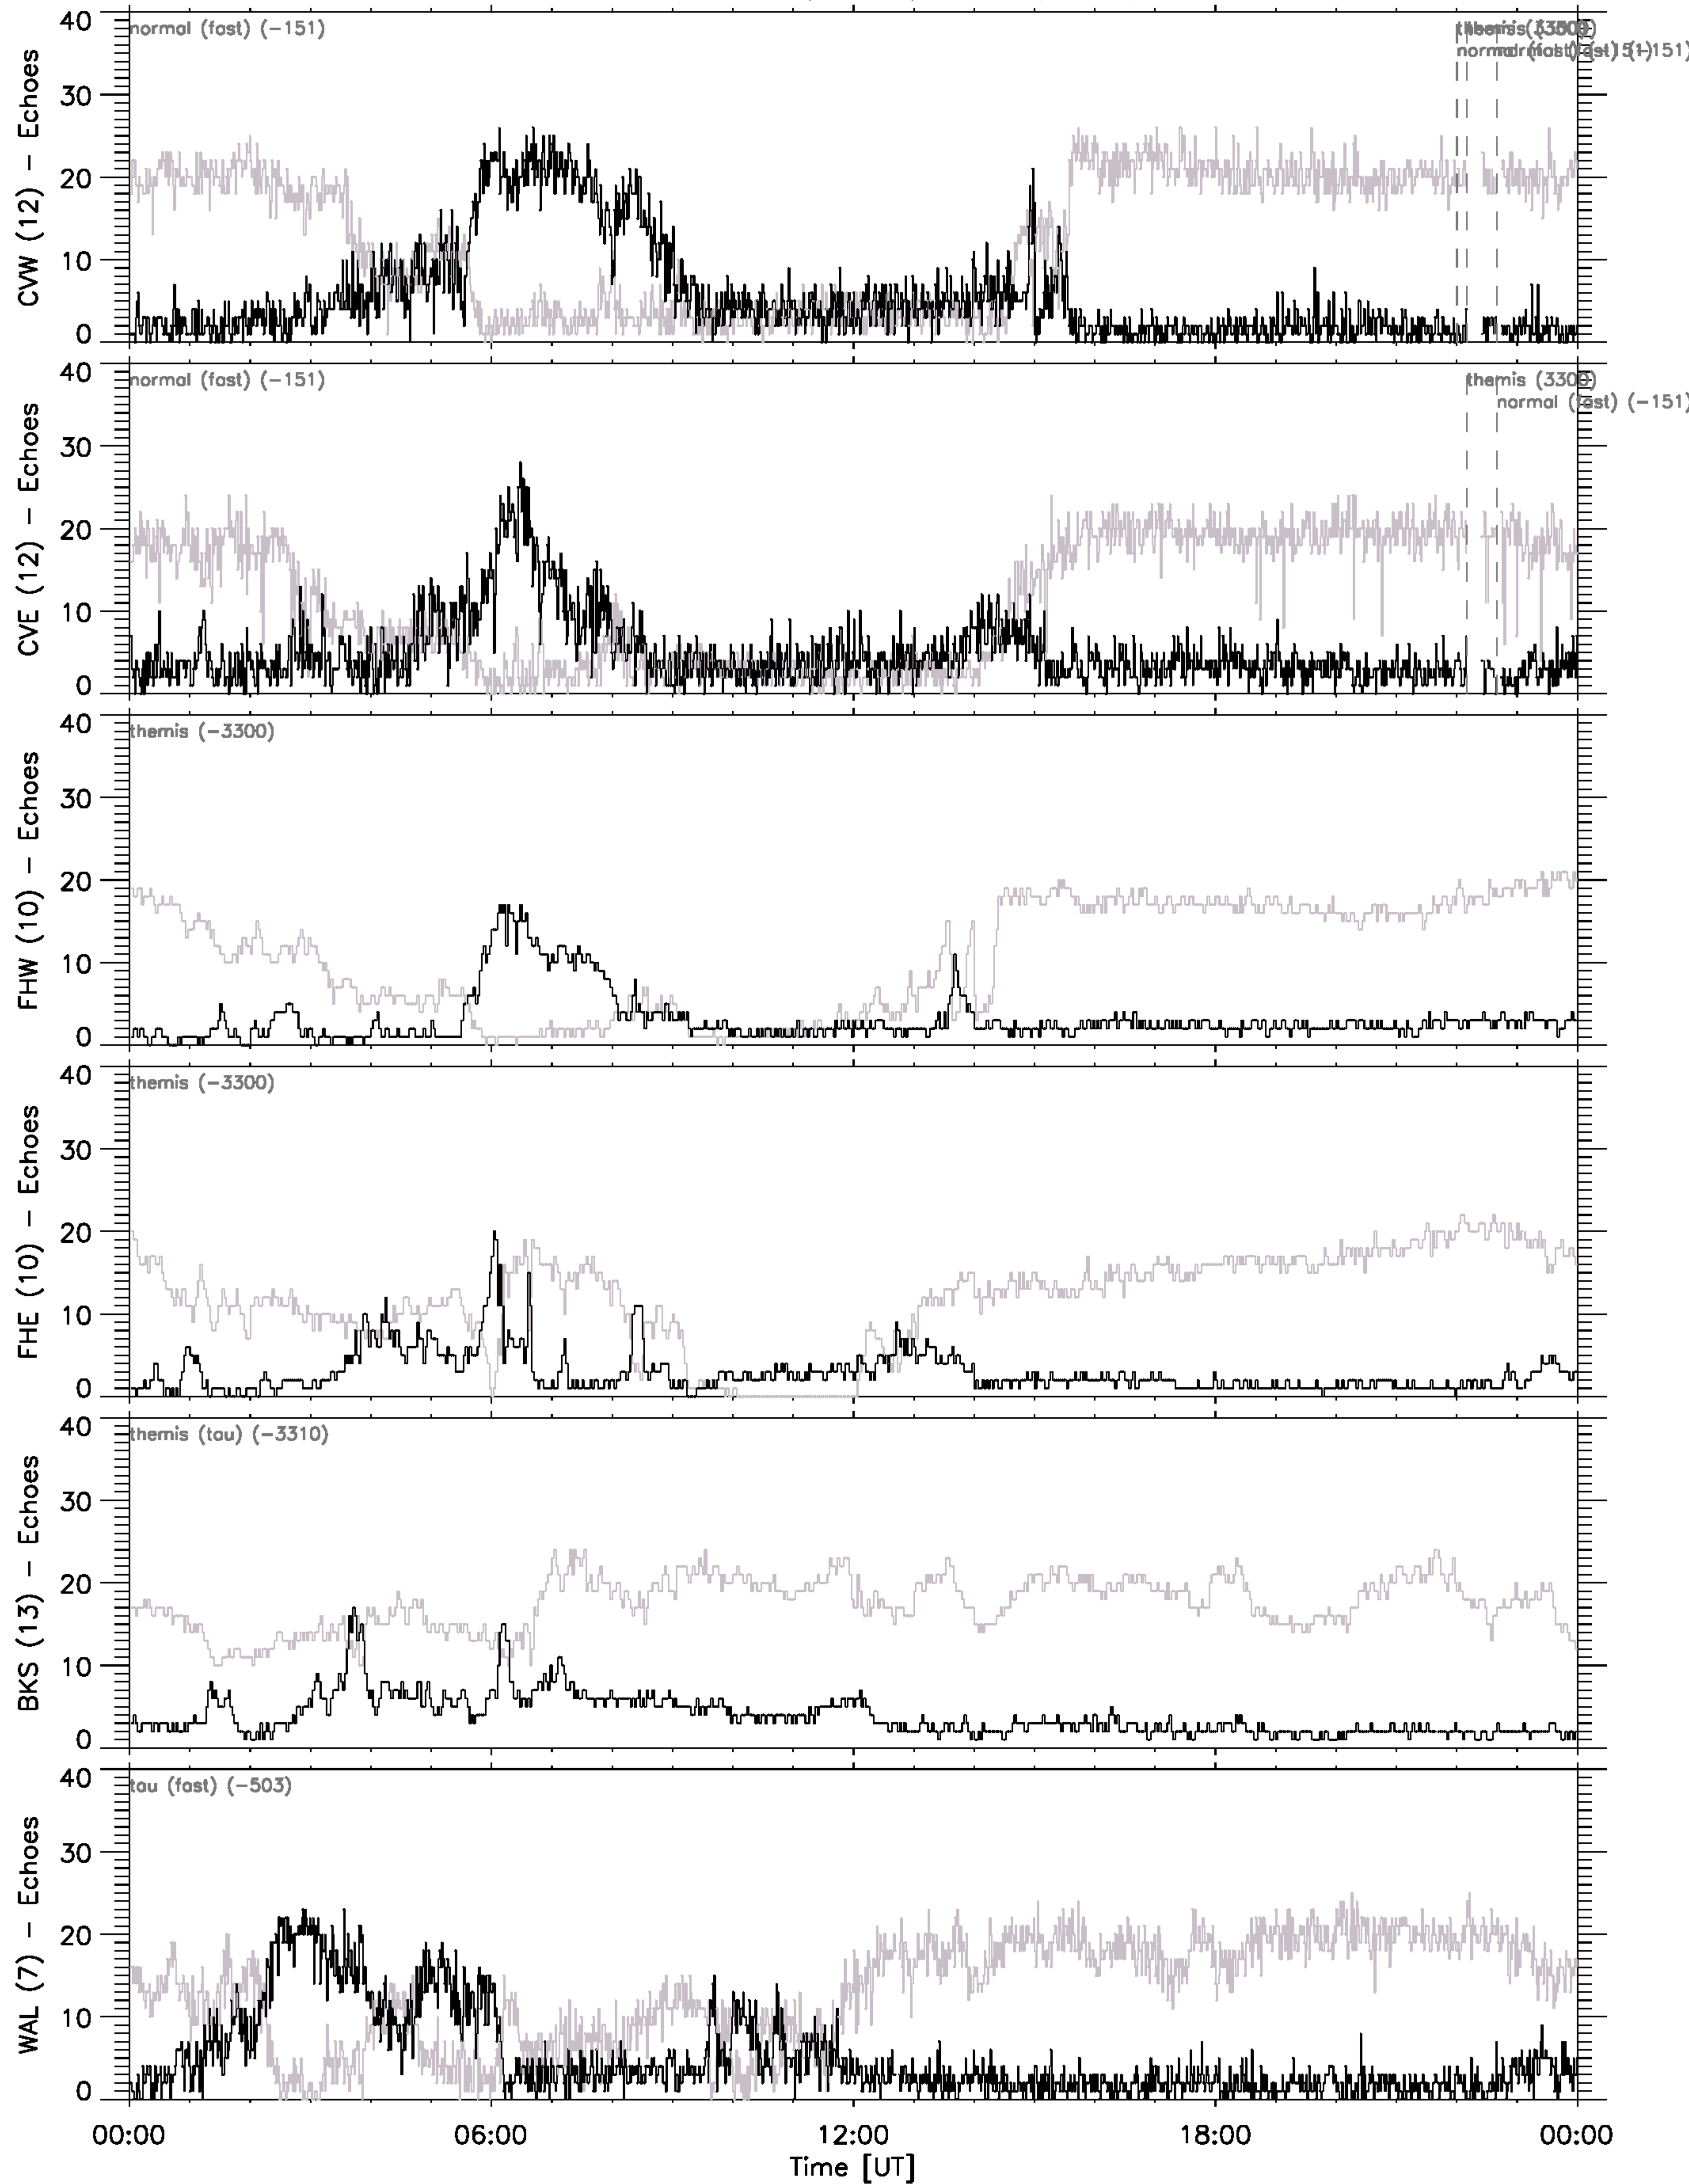 CVW (12) - Echoes
40
30
20
10
0
normal (fast) (-151)
CVE (12) - Echoes
40
30
20
10
0
normal (fast) (-151)
themis (3300)
normal (fast) (-151)
FHW (10) - Echoes
40
30
20
10
0
themis (-3300)
FHE (10) - Echoes
40
30
20
10
0
themis (-3300)
BKS (13) - Echoes
40
30
20
10
0
themis (tau) (-3310)
WAL (7) - Echoes
40
30
20
10
0
tau (fast) (-503)
00:00 06:00 12:00 18:00 00:00
Time [UT]